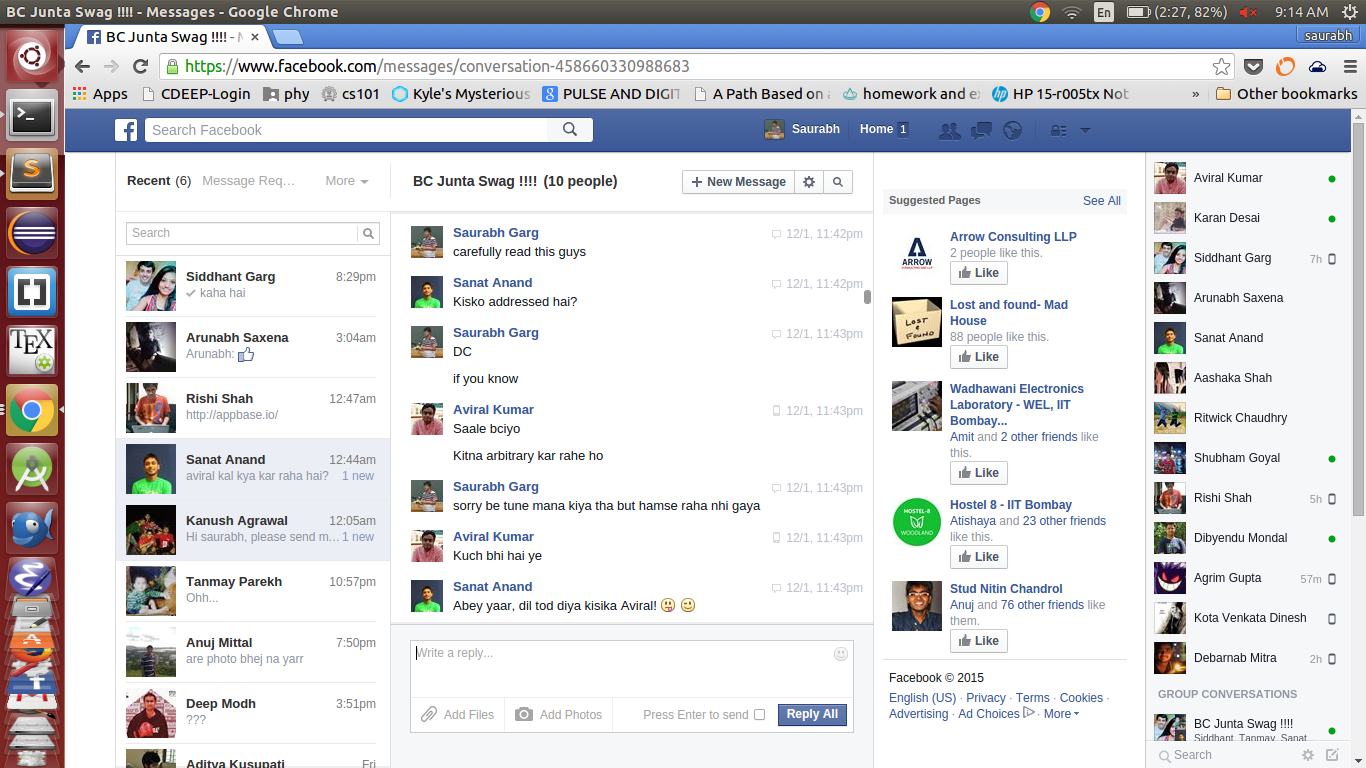 BC Junta Swag !!!! - Messages - Google Chrome
En
(2:27, 82%)
9:14 AM
BC Junta Swag !!!! -
saurabh
https://www.facebook.com/messages/conversation-458660330988683
Apps
CDEEP-Login
phy
cs101
Kyle's Mysterious
PULSE AND DIGIT
A Path Based on
homework and e
HP 15-r005tx Not
»
Other bookmarks
Search Facebook
Saurabh
Home 1
Recent (6)
Message Req…
More
Search
Siddhant Garg
8:29pm
kaha hai
Arunabh Saxena
3:04am
Arunabh:
Rishi Shah
12:47am
http://appbase.io/
Sanat Anand
12:44am
aviral kal kya kar raha hai?
1 new
Kanush Agrawal
12:05am
Hi saurabh, please send m...
1 new
Tanmay Parekh
10:57pm
Ohh...
Anuj Mittal
7:50pm
are photo bhej na yarr
Deep Modh
3:51pm
???
Aditya Kusupati
Fri
BC Junta Swag !!!! (10 people)
+ New Message
Saurabh Garg
12/1, 11:42pm
carefully read this guys
Sanat Anand
12/1, 11:42pm
Kisko addressed hai?
Saurabh Garg
12/1, 11:43pm
DC
if you know
Aviral Kumar
12/1, 11:43pm
Saale bciyo
Kitna arbitrary kar rahe ho
Saurabh Garg
12/1, 11:43pm
sorry be tune mana kiya tha but hamse raha nhi gaya
Aviral Kumar
12/1, 11:43pm
Kuch bhi hai ye
Sanat Anand
12/1, 11:43pm
Abey yaar, dil tod diya kisika Aviral!
Write a reply...
Add Files
Add Photos
Press Enter to send
Reply All
Suggested Pages
See All
ARROW
Arrow Consulting LLP
2 people like this.
Like
LOST
&
FOUND
Lost and found- Mad
House
88 people like this.
Like
Wadhawani Electronics
Laboratory - WEL, IIT
Bombay...
Amit and 2 other friends like
this.
Like
HOSTEL-8
WOODLAND
Hostel 8 - IIT Bombay
Atishaya and 23 other friends
like this.
Like
Stud Nitin Chandrol
Anuj and 76 other friends like
them.
Like
Facebook © 2015
English (US) · Privacy · Terms · Cookies ·
Advertising · Ad Choices · More
Aviral Kumar
Karan Desai
Siddhant Garg
7h
Arunabh Saxena
Sanat Anand
Aashaka Shah
Ritwick Chaudhry
Shubham Goyal
Rishi Shah
5h
Dibyendu Mondal
Agrim Gupta
57m
Kota Venkata Dinesh
Debarnab Mitra
2h
GROUP CONVERSATIONS
BC Junta Swag !!!!
Siddhant, Tanmay, Sanat,
Search
TEX